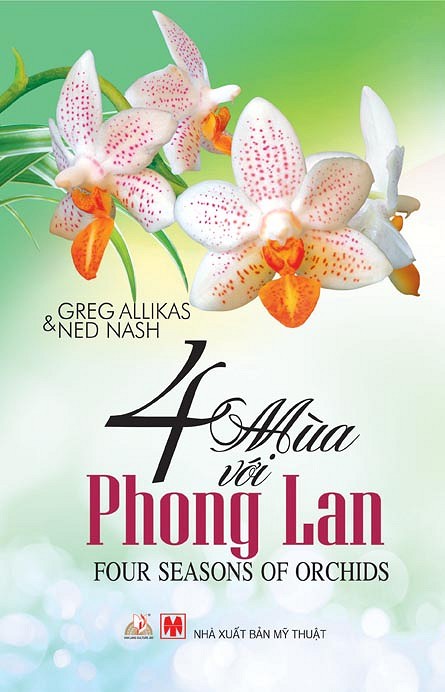 GREG ALLIKAS
& NED NASH
4 Mùa
với
Phong Lan
FOUR SEASONS OF ORCHIDS
NHÀ XUẤT BẢN MỸ THUẬT